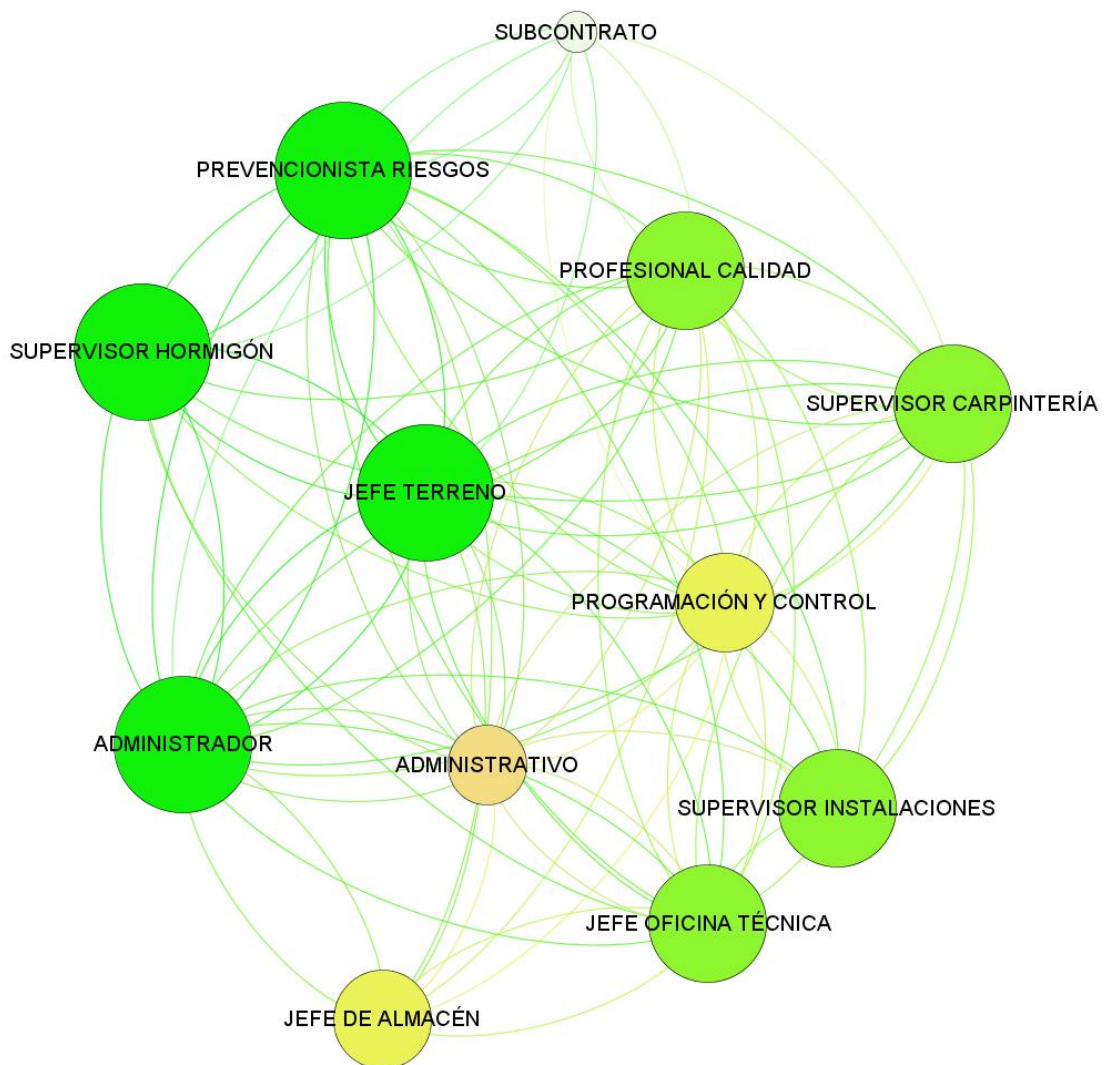 SUBCONTRATO
PREVENCIONISTA RIESGOS
PROFESIONAL CALIDAD
SUPERVISOR HORMIGÓN
SUPERVISOR CARPINTERÍA
JEFE TERRENO
PROGRAMACIÓN Y CONTROL
ADMINISTRADOR
ADMINISTRATIVO
SUPERVISOR INSTALACIONES
JEFE OFICINA TÉCNICA
JEFE DE ALMACÉN